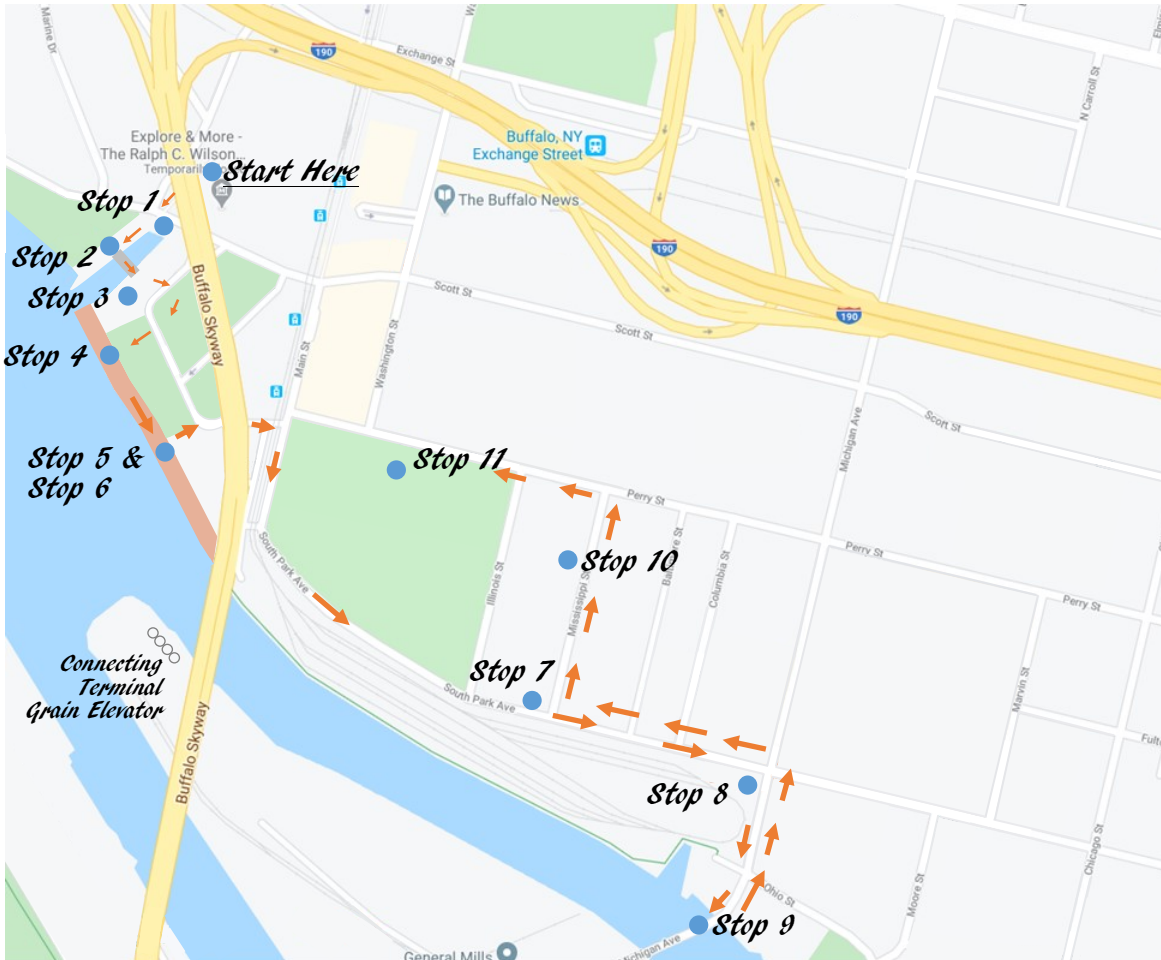 Marine Dr
190
Exchange St
N Carroll St
Explore & More -
The Ralph C. Wilson...
Buffalo, NY
Exchange Street
Start Here
Stop 1
The Buffalo News
Stop 2
190
Stop 3
Buffalo Skyway
Scott St
190
Scott St
Stop 4
Main St
Washington St
Michigan Ave
Scott St
Stop 5 &
Stop 6
Stop 11
Perry St
South Park Ave
Stop 10
Illinois St
Mississippi St
Columbia St
Perry St
Perry St
Connecting
Terminal
Grain Elevator
Stop 7
South Park Ave
Marvin St
Buffalo Skyway
Stop 8
Chicago St
Ohio St
Moore St
Stop 9
Michigan Ave
General Mills